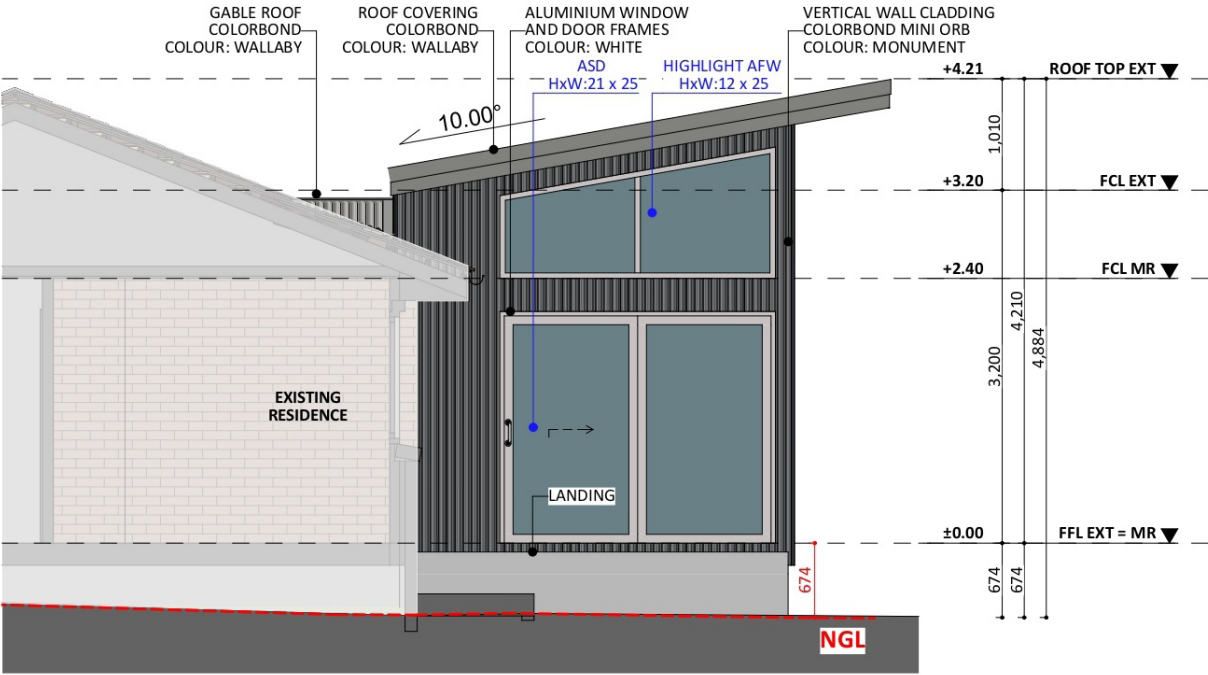 GABLE ROOF
COLORBOND
COLOUR: WALLABY
ROOF COVERING
COLORBOND
COLOUR: WALLABY
ALUMINIUM WINDOW
AND DOOR FRAMES
COLOUR: WHITE
VERTICAL WALL CLADDING
COLORBOND MINI ORB
COLOUR: MONUMENT
ASD
HxW:21 x 25
HIGHLIGHT AFW
HxW:12 x 25
10.00°
+4.21 ROOF TOP EXT
1,010
+3.20 FCL EXT
+2.40 FCL MR
3,200
4,210
4,884
EXISTING
RESIDENCE
LANDING
±0.00 FFL EXT = MR
674
674
674
NGL